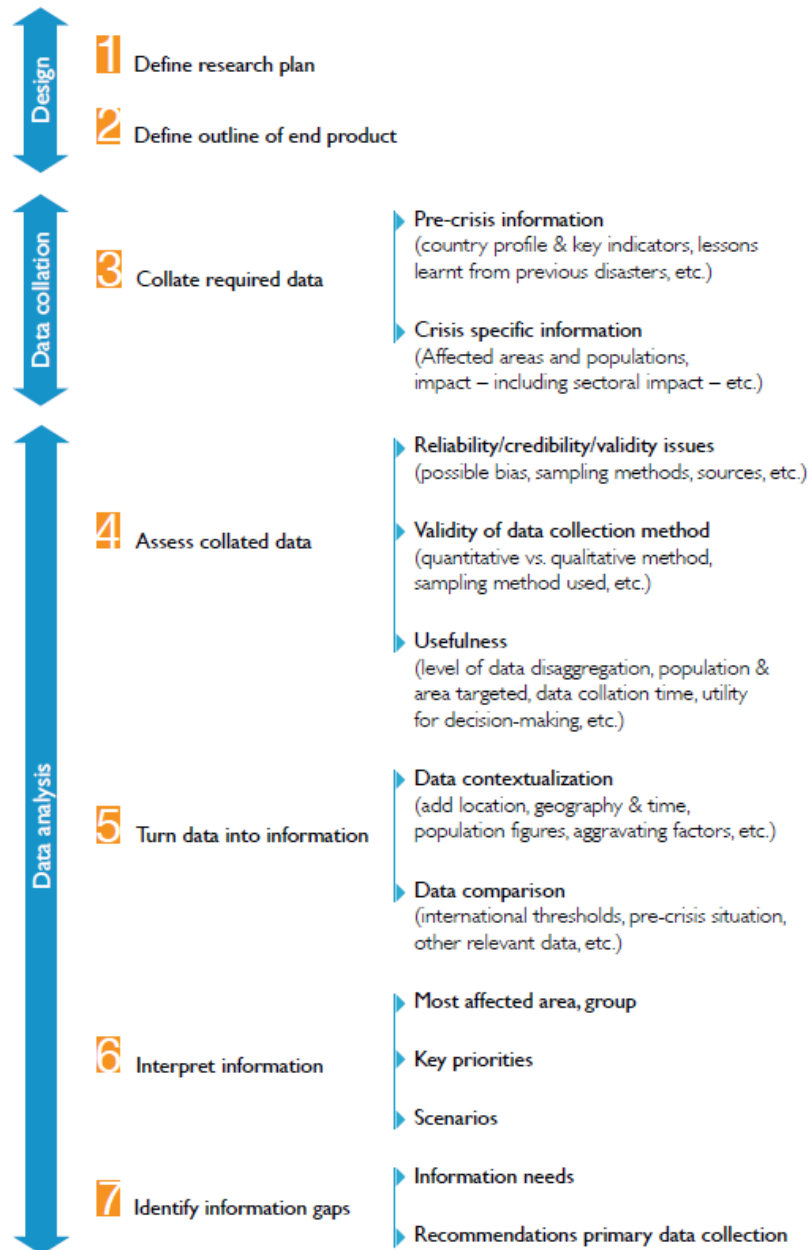 Design
1 Define research plan
2 Define outline of end product
Data collation
3 Collate required data
Pre-crisis information
(country profile & key indicators, lessons
learnt from previous disasters, etc.)
Crisis specific information
(Affected areas and populations,
impact – including sectoral impact – etc.)
Data analysis
4 Assess collated data
Reliability/credibility/validity issues
(possible bias, sampling methods, sources, etc.)
Validity of data collection method
(quantitative vs. qualitative method,
sampling method used, etc.)
Usefulness
(level of data disaggregation, population &
area targeted, data collation time, utility
for decision-making, etc.)
5 Turn data into information
Data contextualization
(add location, geography & time,
population figures, aggravating factors, etc.)
Data comparison
(international thresholds, pre-crisis situation,
other relevant data, etc.)
6 Interpret information
Most affected area, group
Key priorities
Scenarios
7 Identify information gaps
Information needs
Recommendations primary data collection